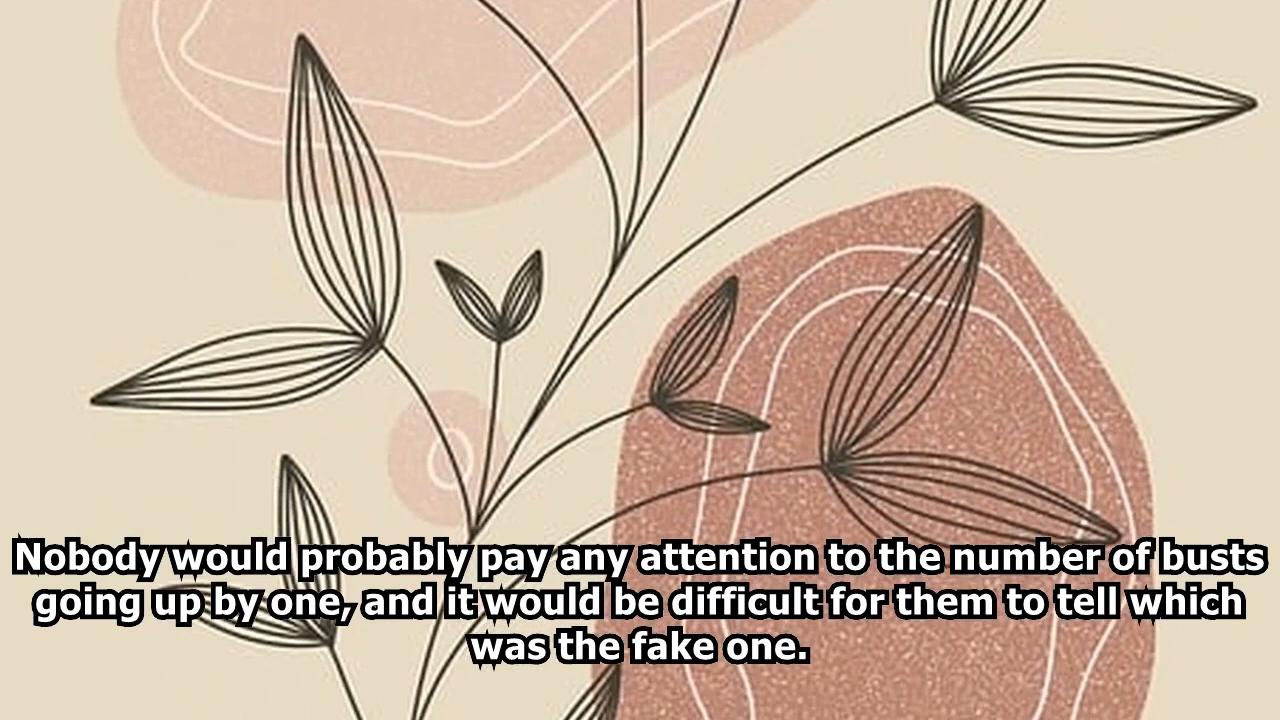 Nobody would probably pay any attention to the number of busts
going up by one, and it would be difficult for them to tell which
was the fake one.